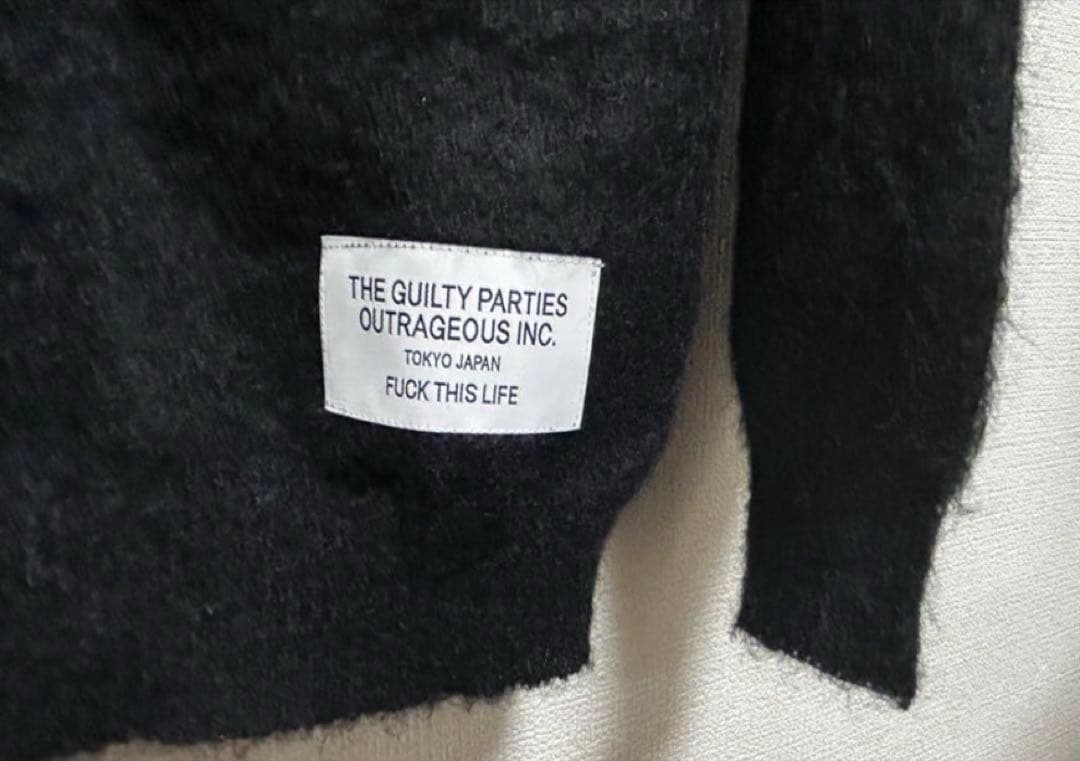 THE GUILTY PARTIES
OUTRAGEOUS INC.
TOKYO JAPAN
FUCK THIS LIFE